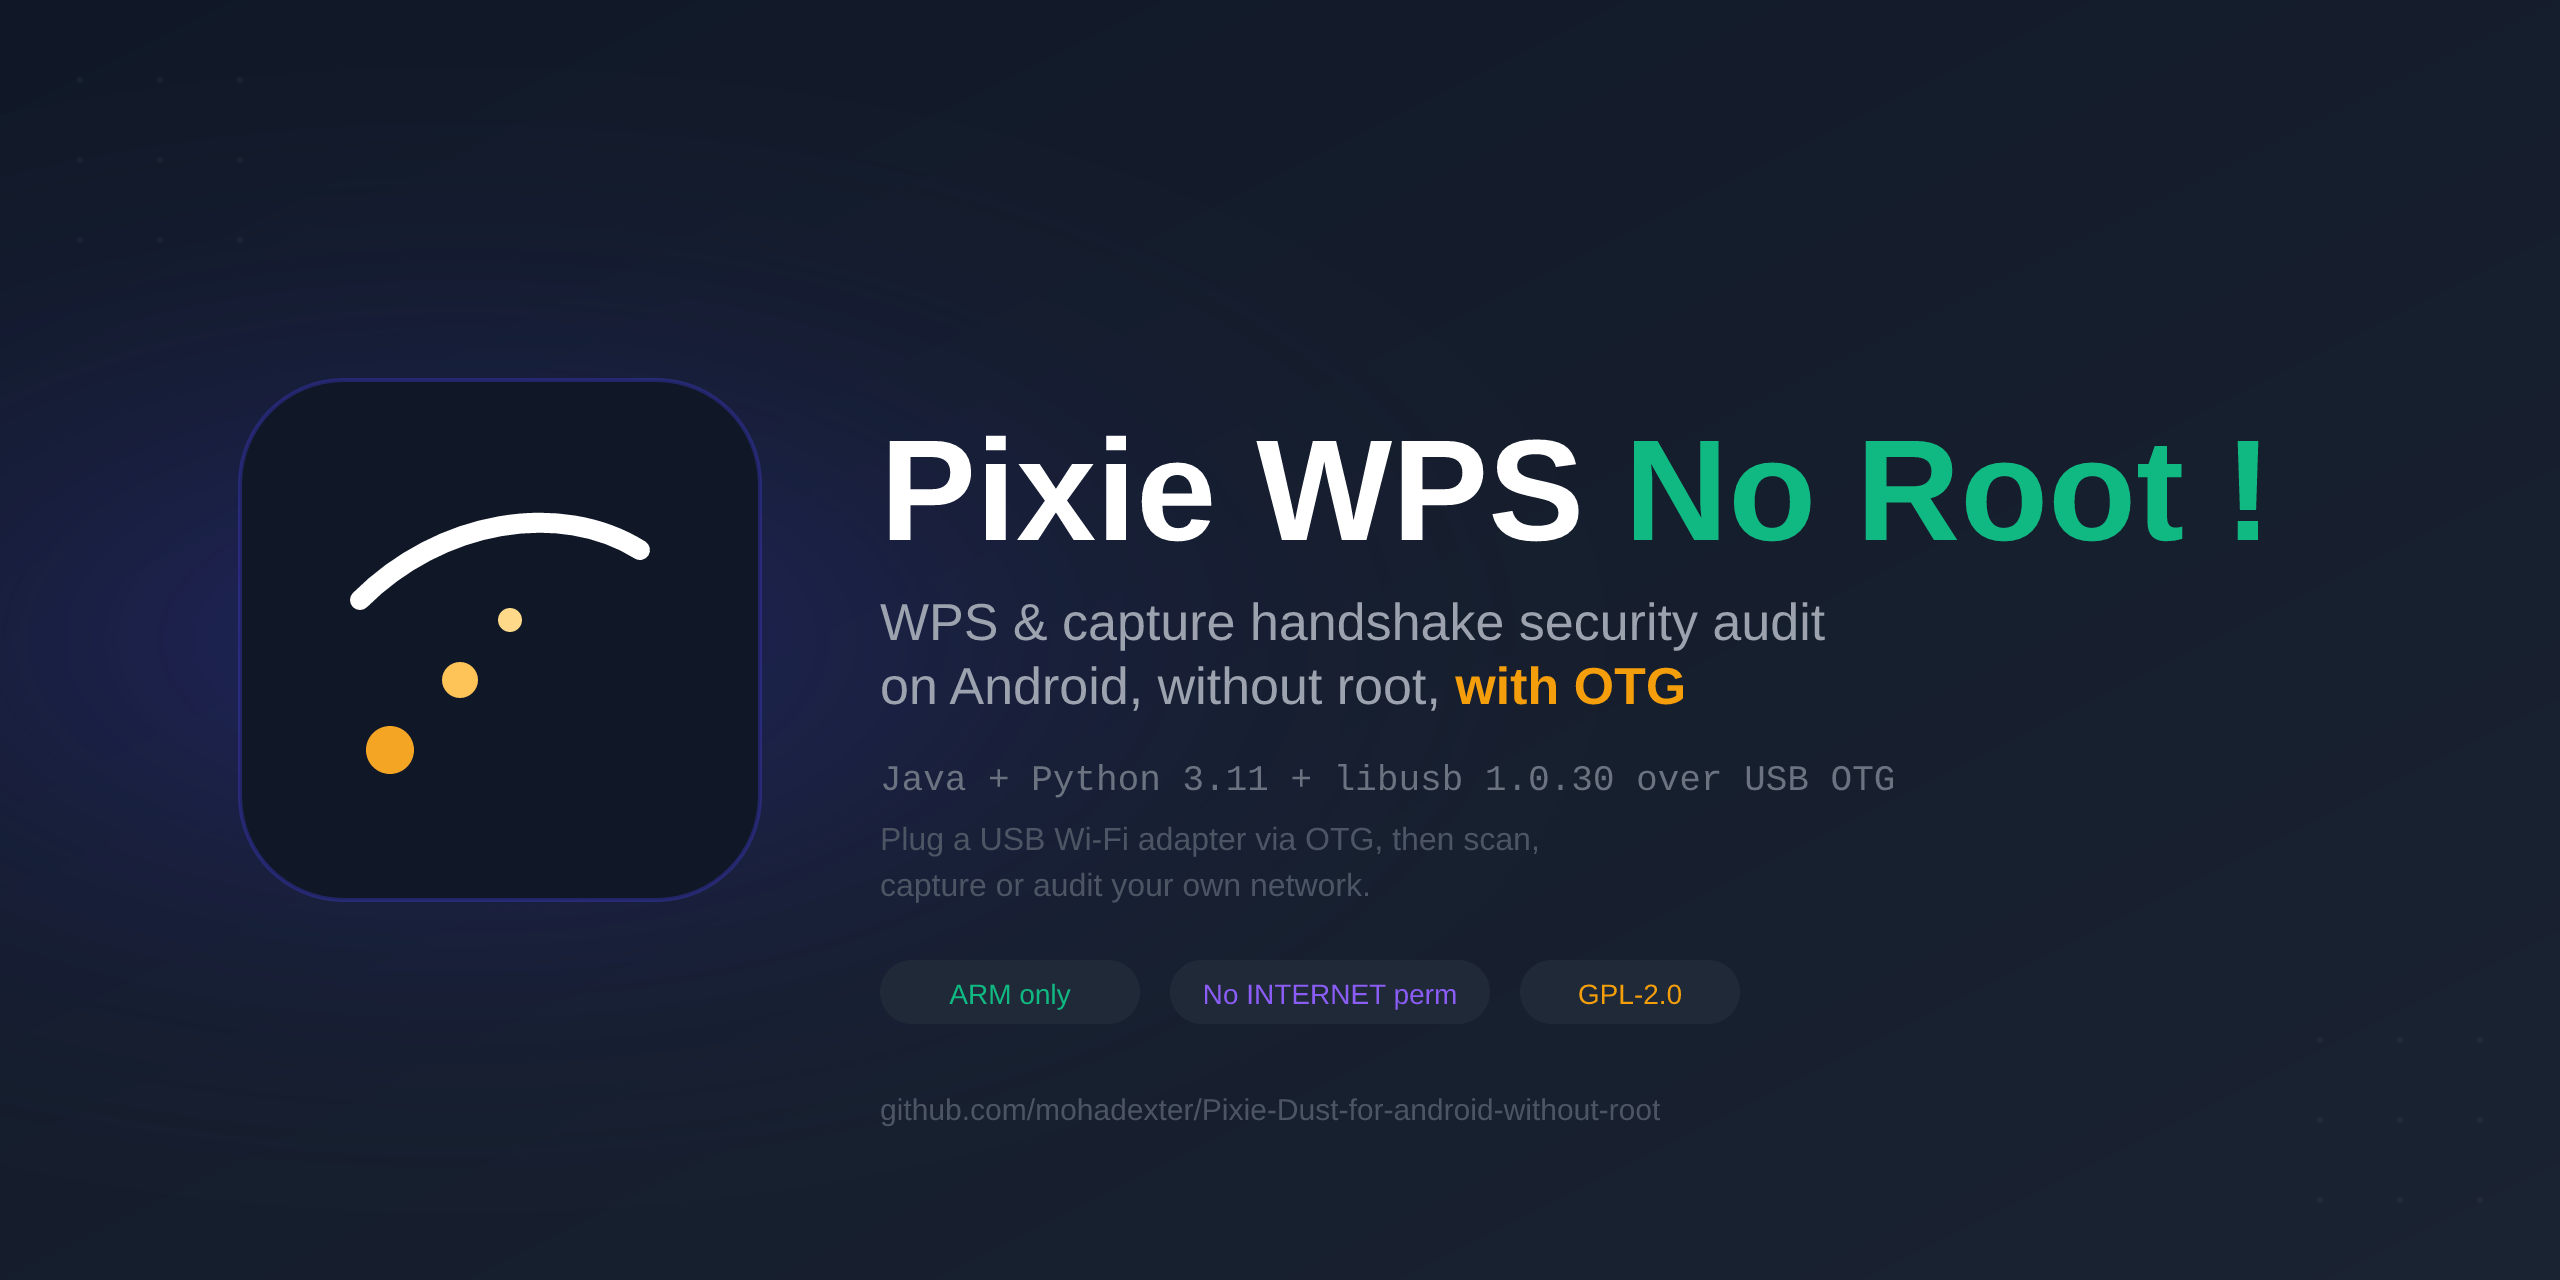 Pixie WPS No Root !
WPS & capture handshake security audit
on Android, without root, with OTG
Java + Python 3.11 + libusb 1.0.30 over USB OTG
Plug a USB Wi-Fi adapter via OTG, then scan,
capture or audit your own network.
ARM only No INTERNET perm GPL-2.0
github.com/mohadexter/Pixie-Dust-for-android-without-root